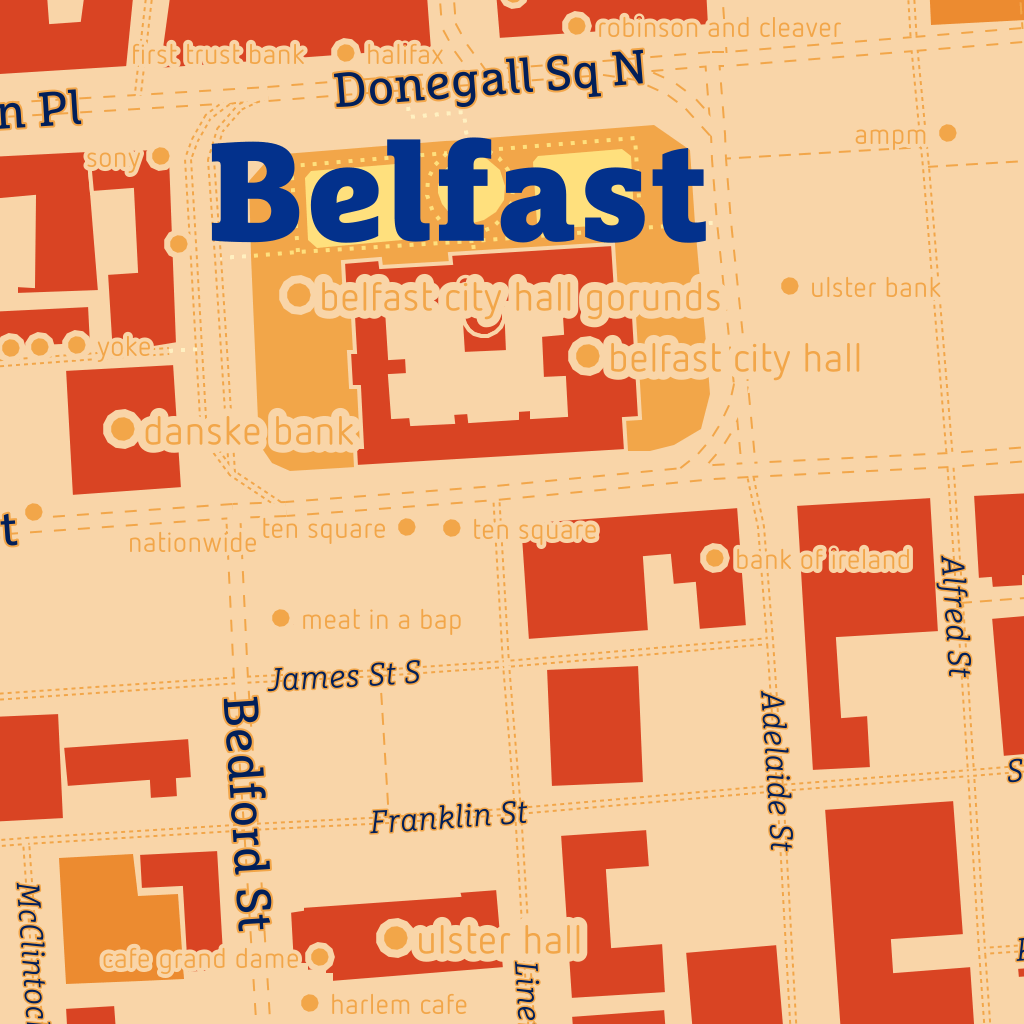 robinson and cleaver
first trust bank
halifax
Donegall Sq N
n Pl
ampm
sony
Belfast
ulster bank
belfast city hall gorunds
yoke
belfast city hall
danske bank
t
ten square
ten square
nationwide
bank of ireland
Alfred St
meat in a bap
James St S
Bedford St
Adelaide St
S
Franklin St
McClintoc
ulster hall
cafe grand dame
Line
harlem cafe